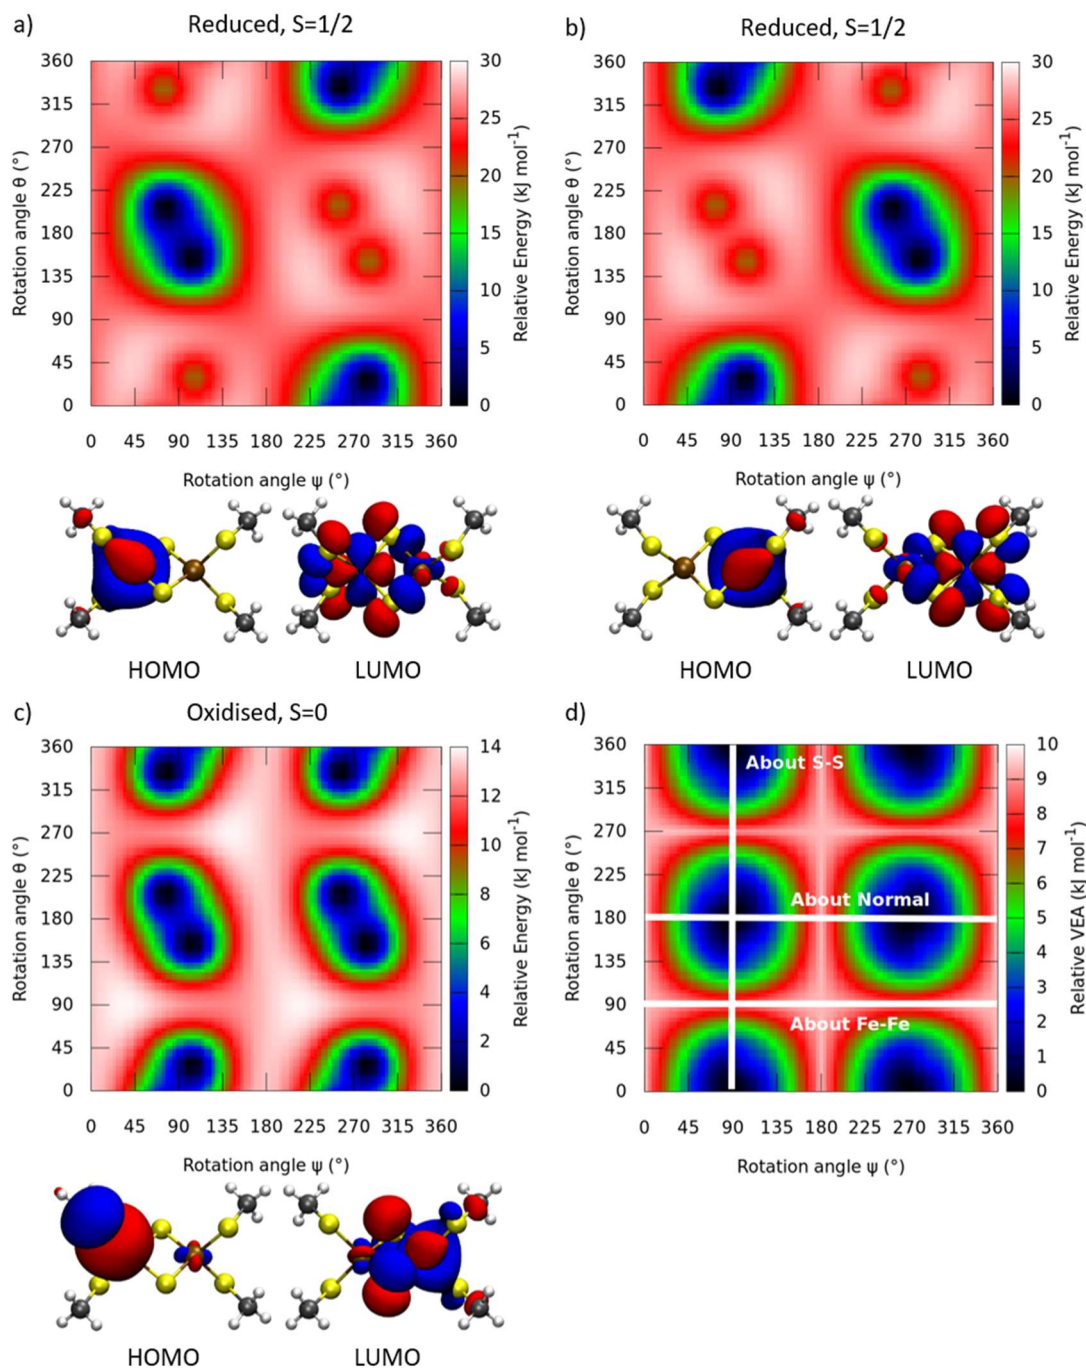 a)
Reduced, S=1/2
360
315
270
225
180
135
90
45
0
Rotation angle θ (°)
0 45 90 135 180 225 270 315 360
Rotation angle ψ (°)
30
25
20
15
10
5
0
Relative Energy (kJ mol⁻¹)
HOMO
LUMO
b)
Reduced, S=1/2
360
315
270
225
180
135
90
45
0
Rotation angle θ (°)
0 45 90 135 180 225 270 315 360
Rotation angle ψ (°)
30
25
20
15
10
5
0
Relative Energy (kJ mol⁻¹)
HOMO
LUMO
c)
Oxidised, S=0
360
315
270
225
180
135
90
45
0
Rotation angle θ (°)
0 45 90 135 180 225 270 315 360
Rotation angle ψ (°)
14
12
10
8
6
4
2
0
Relative Energy (kJ mol⁻¹)
HOMO
LUMO
d)
360
315
270
225
180
135
90
45
0
Rotation angle θ (°)
About S-S
About Normal
About Fe-Fe
0 45 90 135 180 225 270 315 360
Rotation angle ψ (°)
10
9
8
7
6
5
4
3
2
1
0
Relative VEA (kJ mol⁻¹)